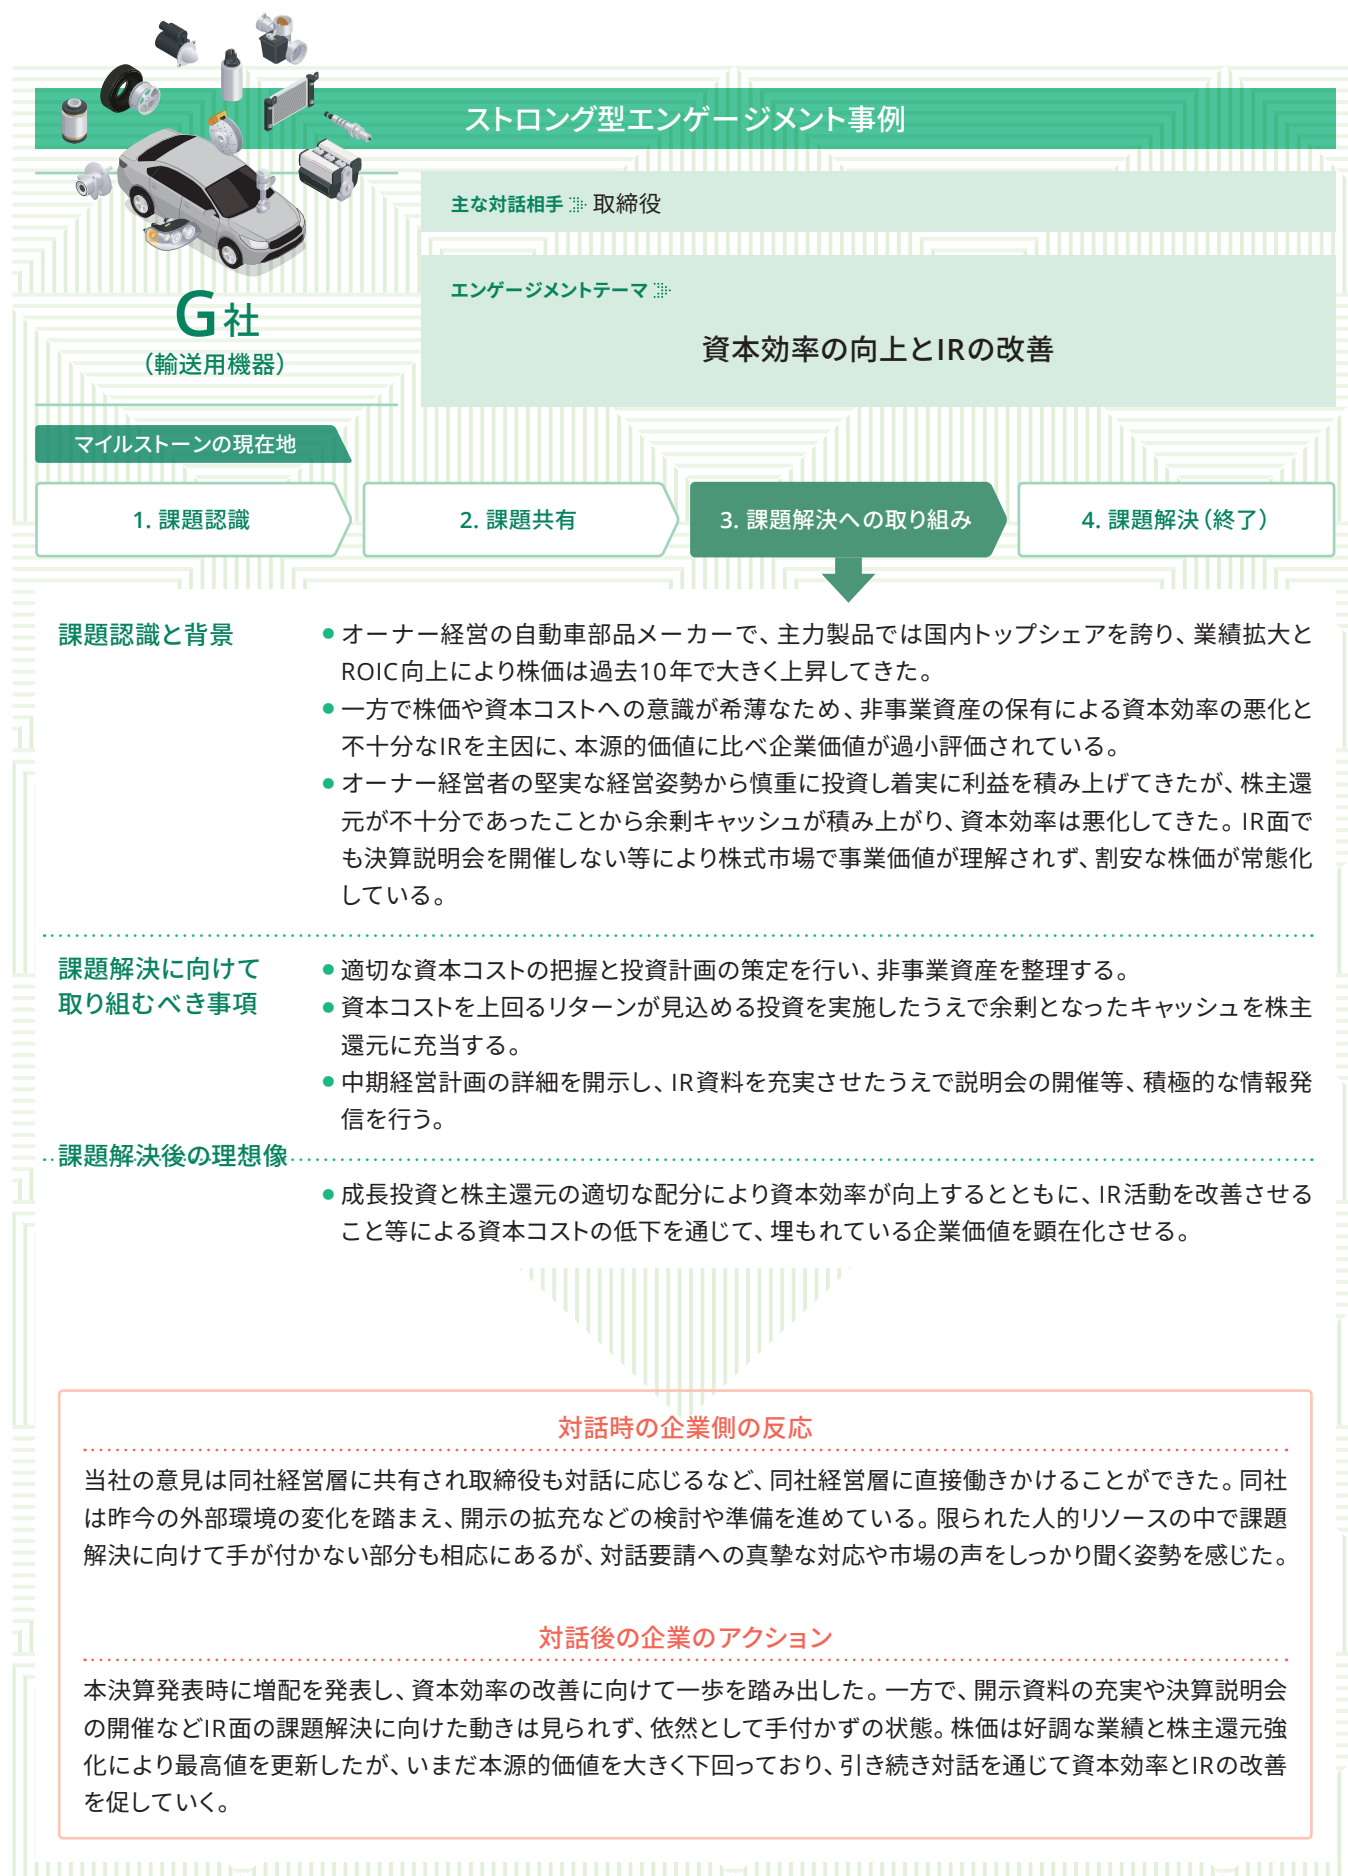 ストロング型エンゲージメント事例
主な対話相手 取締役
エンゲージメントテーマ
資本効率の向上とIRの改善
G社
（輸送用機器）
マイルストーンの現在地
1. 課題認識
2. 課題共有
3. 課題解決への取り組み
4. 課題解決（終了）
課題認識と背景
● オーナー経営の自動車部品メーカーで、主力製品では国内トップシェアを誇り、業績拡大と
ROIC向上により株価は過去10年で大きく上昇してきた。
● 一方で株価や資本コストへの意識が希薄なため、非事業資産の保有による資本効率の悪化と
不十分なIRを主因に、本源的価値に比べ企業価値が過小評価されている。
● オーナー経営者の堅実な経営姿勢から慎重に投資し着実に利益を積み上げてきたが、株主還
元が不十分であったことから余剰キャッシュが積み上がり、資本効率は悪化してきた。IR面で
も決算説明会を開催しない等により株式市場で事業価値が理解されず、割安な株価が常態化
している。
課題解決に向けて
取り組むべき事項
● 適切な資本コストの把握と投資計画の策定を行い、非事業資産を整理する。
● 資本コストを上回るリターンが見込める投資を実施したうえで余剰となったキャッシュを株主
還元に充当する。
● 中期経営計画の詳細を開示し、IR資料を充実させたうえで説明会の開催等、積極的な情報発
信を行う。
課題解決後の理想像
● 成長投資と株主還元の適切な配分により資本効率が向上するとともに、IR活動を改善させる
こと等による資本コストの低下を通じて、埋もれている企業価値を顕在化させる。
対話時の企業側の反応
当社の意見は同社経営層に共有され取締役も対話に応じるなど、同社経営層に直接働きかけることができた。同社
は昨今の外部環境の変化を踏まえ、開示の拡充などの検討や準備を進めている。限られた人的リソースの中で課題
解決に向けて手が付かない部分も相応にあるが、対話要請への真摯な対応や市場の声をしっかり聞く姿勢を感じた。
対話後の企業のアクション
本決算発表時に増配を発表し、資本効率の改善に向けて一歩を踏み出した。一方で、開示資料の充実や決算説明会
の開催などIR面の課題解決に向けた動きは見られず、依然として手付かずの状態。株価は好調な業績と株主還元強
化により最高値を更新したが、いまだ本源的価値を大きく下回っており、引き続き対話を通じて資本効率とIRの改善
を促していく。